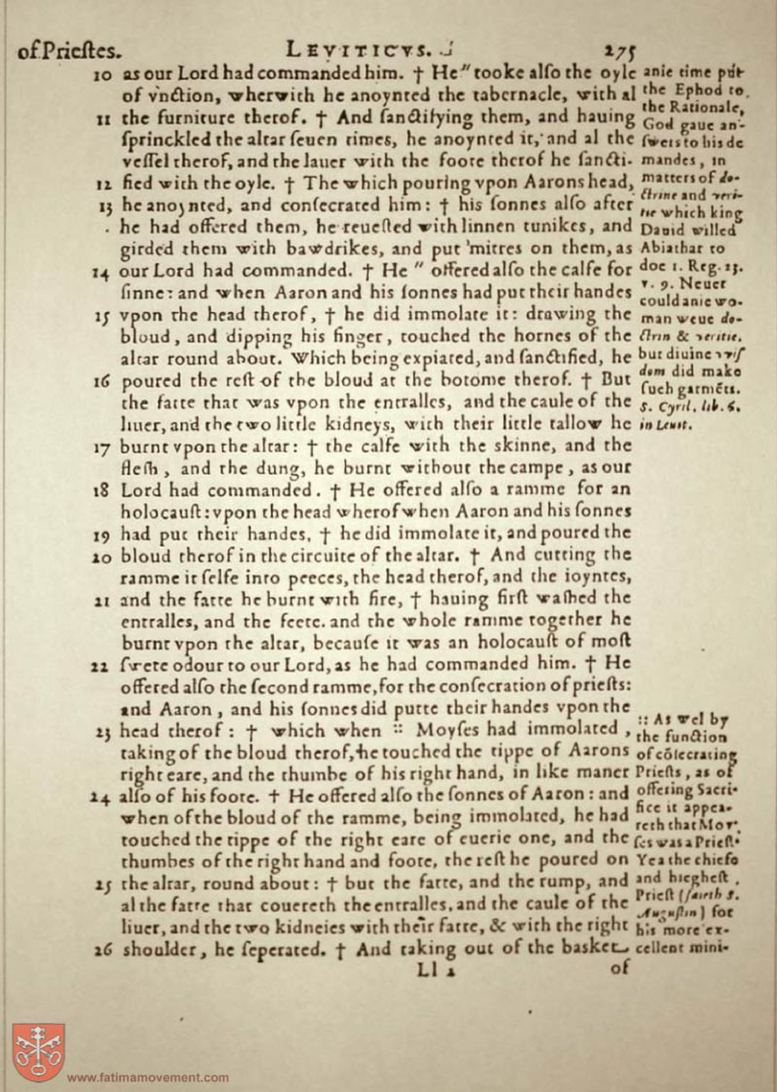 of Prieſtes. LEVITICVS. 275
10 as our Lord had commanded him. † He" tooke alſo the oyle
of vnction, wherwith he anoynted the tabernacle, with al
11 the furniture therof. † And ſanctifying them, and hauing
ſprinckled the altar ſeuen times, he anoynted it, and al the
veſſel therof, and the lauer with the foote therof he ſancti-
12 fied with the oyle. † The which pouring vpon Aarons head,
13 he anoynted, and conſecrated him: † his ſonnes alſo after
he had offered them, he reueſted with linnen tunikes, and
girded them with bawdrikes, and put mitres on them, as
14 our Lord had commanded. † He " offered alſo the calfe for
ſinne: and when Aaron and his ſonnes had put their handes
15 vpon the head therof, † he did immolate it: drawing the
bloud, and dipping his finger, touched the hornes of the
altar round about. Which being expiated, and ſanctified, he
16 poured the reſt of the bloud at the botome therof. † But
the fatte that was vpon the entralles, and the caule of the
liuer, and the two little kidneys, with their little tallow he
17 burnt vpon the altar: † the calfe with the skinne, and the
fleſh, and the dung, he burnt without the campe, as our
18 Lord had commanded. † He offered alſo a ramme for an
holocauſt: vpon the head wherof when Aaron and his ſonnes
19 had put their handes, † he did immolate it, and poured the
20 bloud therof in the circuite of the altar. † And cutting the
ramme it ſelfe into peeces, the head therof, and the ioyntes,
21 and the fatte he burnt with fire, † hauing firſt waſhed the
entralles, and the feete. and the whole ramme together he
burnt vpon the altar, becauſe it was an holocauſt of moſt
22 ſwete odour to our Lord, as he had commanded him. † He
offered alſo the ſecond ramme, for the conſecration of prieſts:
and Aaron, and his ſonnes did putte their handes vpon the
23 head therof: † which when :: Moyſes had immolated,
taking of the bloud therof, he touched the tippe of Aarons
right eare, and the thumbe of his right hand, in like maner
24 alſo of his foote. † He offered alſo the ſonnes of Aaron: and
when of the bloud of the ramme, being immolated, he had
touched the tippe of the right eare of euerie one, and the
thumbes of the right hand and foote, the reſt he poured on
25 the altar, round about: † but the fatte, and the rump, and
al the fatte that couereth the entralles, and the caule of the
liuer, and the two kidneies with their fatte, & with the right
26 shoulder, he ſeperated. † And taking out of the basket
Ll 2 of
anie time put
the Ephod to
the Rationale,
God gaue an-
ſwers to his de
mandes, in
matters of do-
ctrine and veri-
tie which king
Dauid willed
Abiathar to
doe 1. Reg. 23.
v. 9. Neuer
could anie wo-
man weue do-
ctrin & veritie,
but diuine wiſ
dom did make
ſuch garmēts.
S. Cyril. lib. 6.
in Leuit.
:: As wel by
the function
of cōſecrating
Prieſts, as of
offering Sacri-
fice it appea-
reth that Moy-
ſes was a Prieſt.
Yea the chiefe
and hiegheſt
Prieſt (ſaieth S.
Auguſtin) for
his more ex-
cellent mini-
www.fatimamovement.com